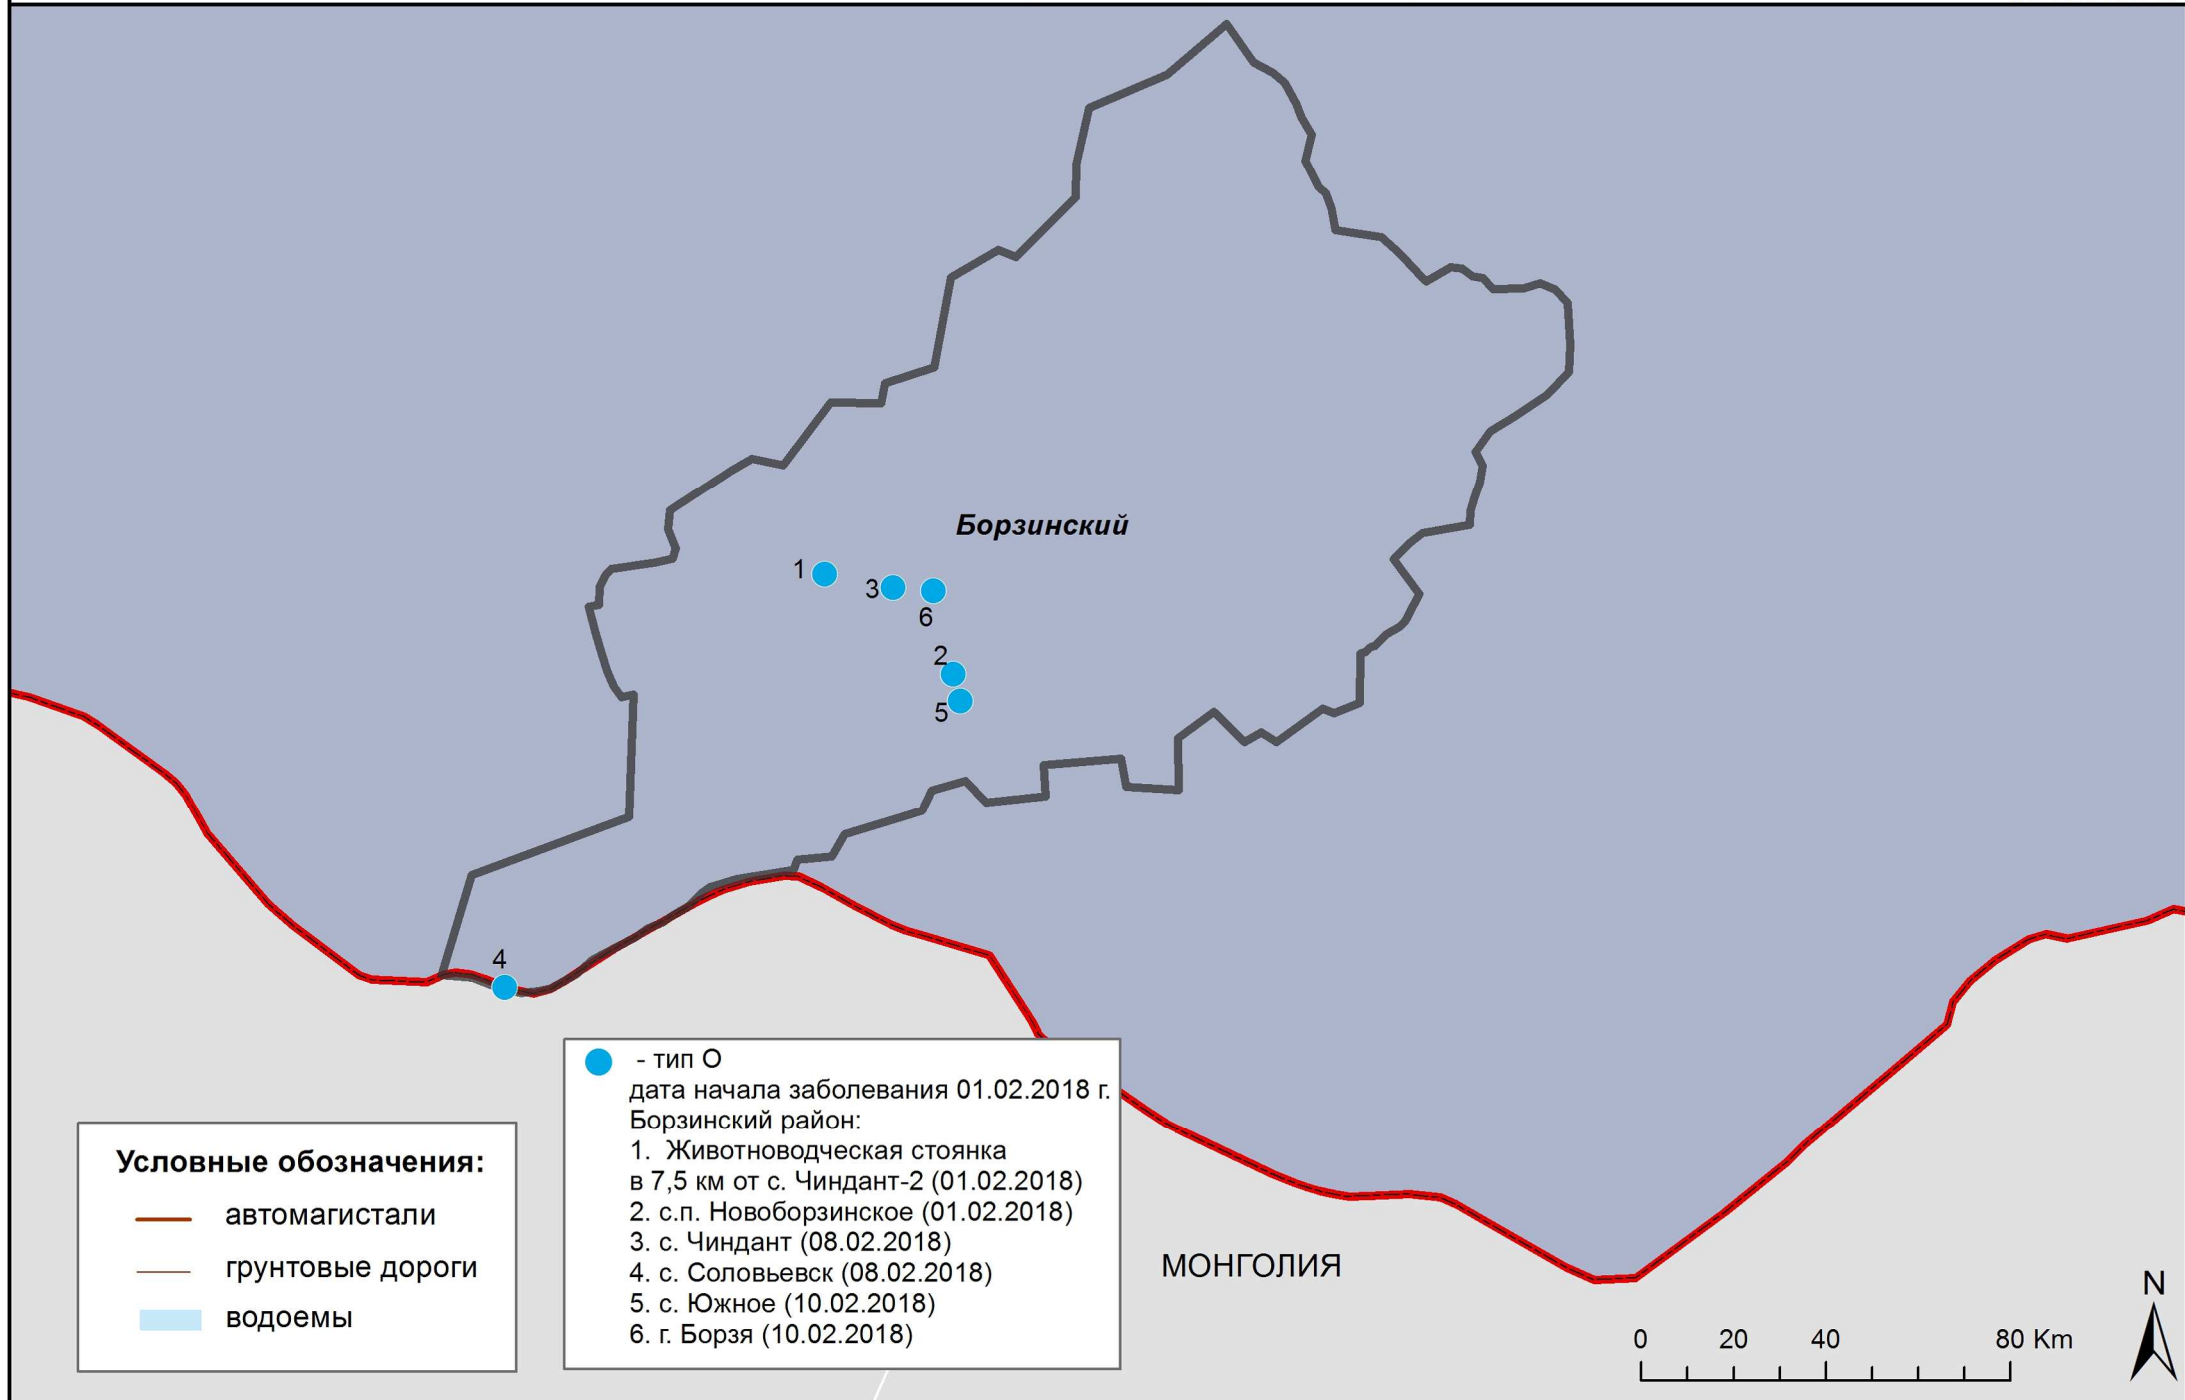 Борзинский
1
3
6
2
5
4
- тип О
дата начала заболевания 01.02.2018 г.
Борзинский район:
1. Животноводческая стоянка
в 7,5 км от с. Чиндант-2 (01.02.2018)
2. с.п. Новоборзинское (01.02.2018)
3. с. Чиндант (08.02.2018)
4. с. Соловьевск (08.02.2018)
5. с. Южное (10.02.2018)
6. г. Борзя (10.02.2018)
Условные обозначения:
автомагистали
грунтовые дороги
водоемы
МОНГОЛИЯ
N
0 20 40 80 Km